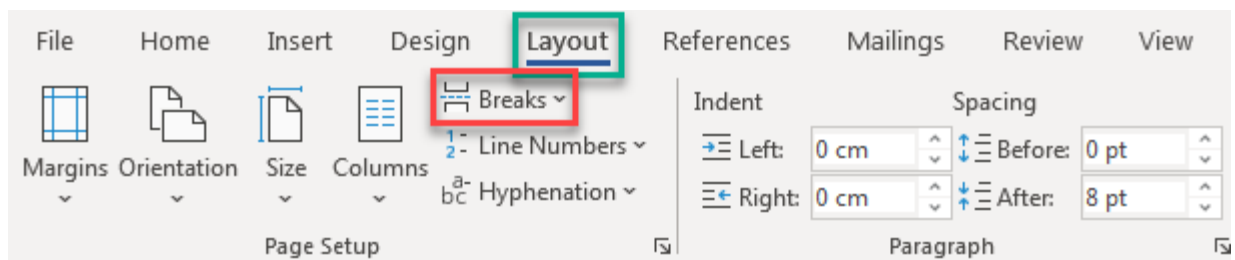 File Home Insert Design Layout References Mailings Review View
Breaks Indent Spacing
Margins Orientation Size Columns Line Numbers Left: 0 cm Before: 0 pt
Hyphenation Right: 0 cm After: 8 pt
Page Setup Paragraph